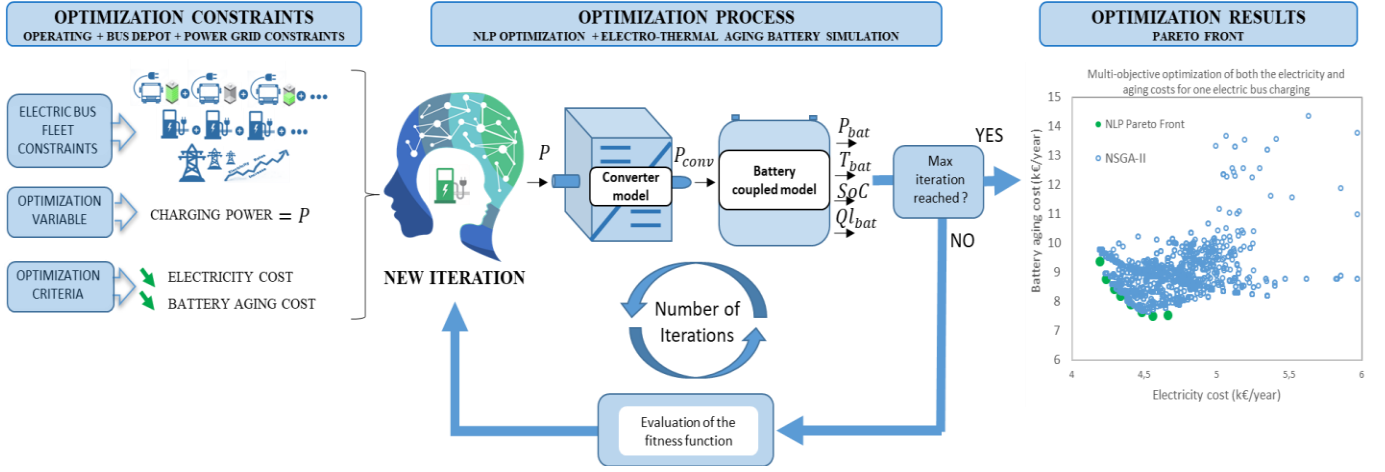 OPTIMIZATION CONSTRAINTS
OPERATING + BUS DEPOT + POWER GRID CONSTRAINTS
ELECTRIC BUS
FLEET
CONSTRAINTS
+ + + •••
+ + + •••
OPTIMIZATION
VARIABLE
CHARGING POWER = P
OPTIMIZATION
CRITERIA
ELECTRICITY COST
BATTERY AGING COST
OPTIMIZATION PROCESS
NLP OPTIMIZATION + ELECTRO-THERMAL AGING BATTERY SIMULATION
NEW ITERATION
P
Converter
model
P_conv
Battery
coupled model
P_bat
T_bat
SoC
Ql_bat
Max
iteration
reached ?
YES
NO
Number of
Iterations
Evaluation of the
fitness function
OPTIMIZATION RESULTS
PARETO FRONT
Multi-objective optimization of both the electricity and
aging costs for one electric bus charging
NLP Pareto Front
NSGA-II
Battery aging cost (k€/year)
15
14
13
12
11
10
9
8
7
6
4
4,5
5
5,5
6
Electricity cost (k€/year)